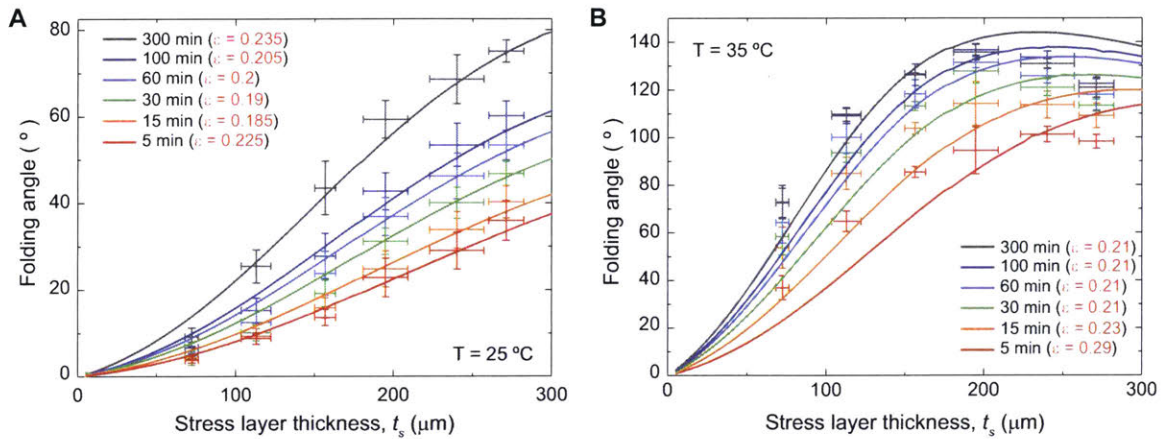 A
80
60
40
20
0
0
100
200
300
Folding angle (°)
Stress layer thickness, tₛ (μm)
300 min (ε = 0.235)
100 min (ε = 0.205)
60 min (ε = 0.2)
30 min (ε = 0.19)
15 min (ε = 0.185)
5 min (ε = 0.225)
T = 25 ºC
B
140
120
100
80
60
40
20
0
0
100
200
300
Folding angle (°)
Stress layer thickness, tₛ (μm)
T = 35 ºC
300 min (ε = 0.21)
100 min (ε = 0.21)
60 min (ε = 0.21)
30 min (ε = 0.21)
15 min (ε = 0.23)
5 min (ε = 0.29)